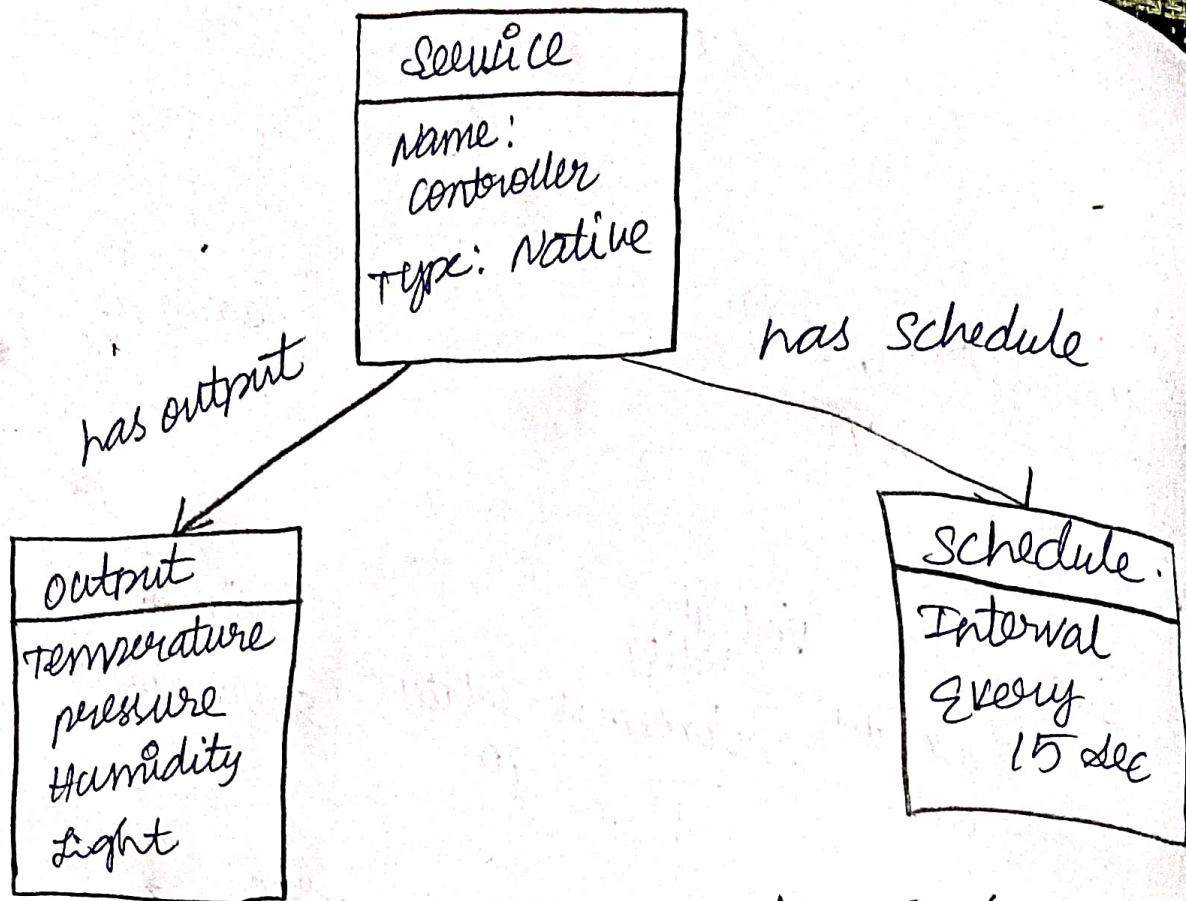 Service
Name:
Controller
Type: Native
has output
has schedule
output
Temperature
pressure
Humidity
Light
schedule.
Interval
Every
15 sec